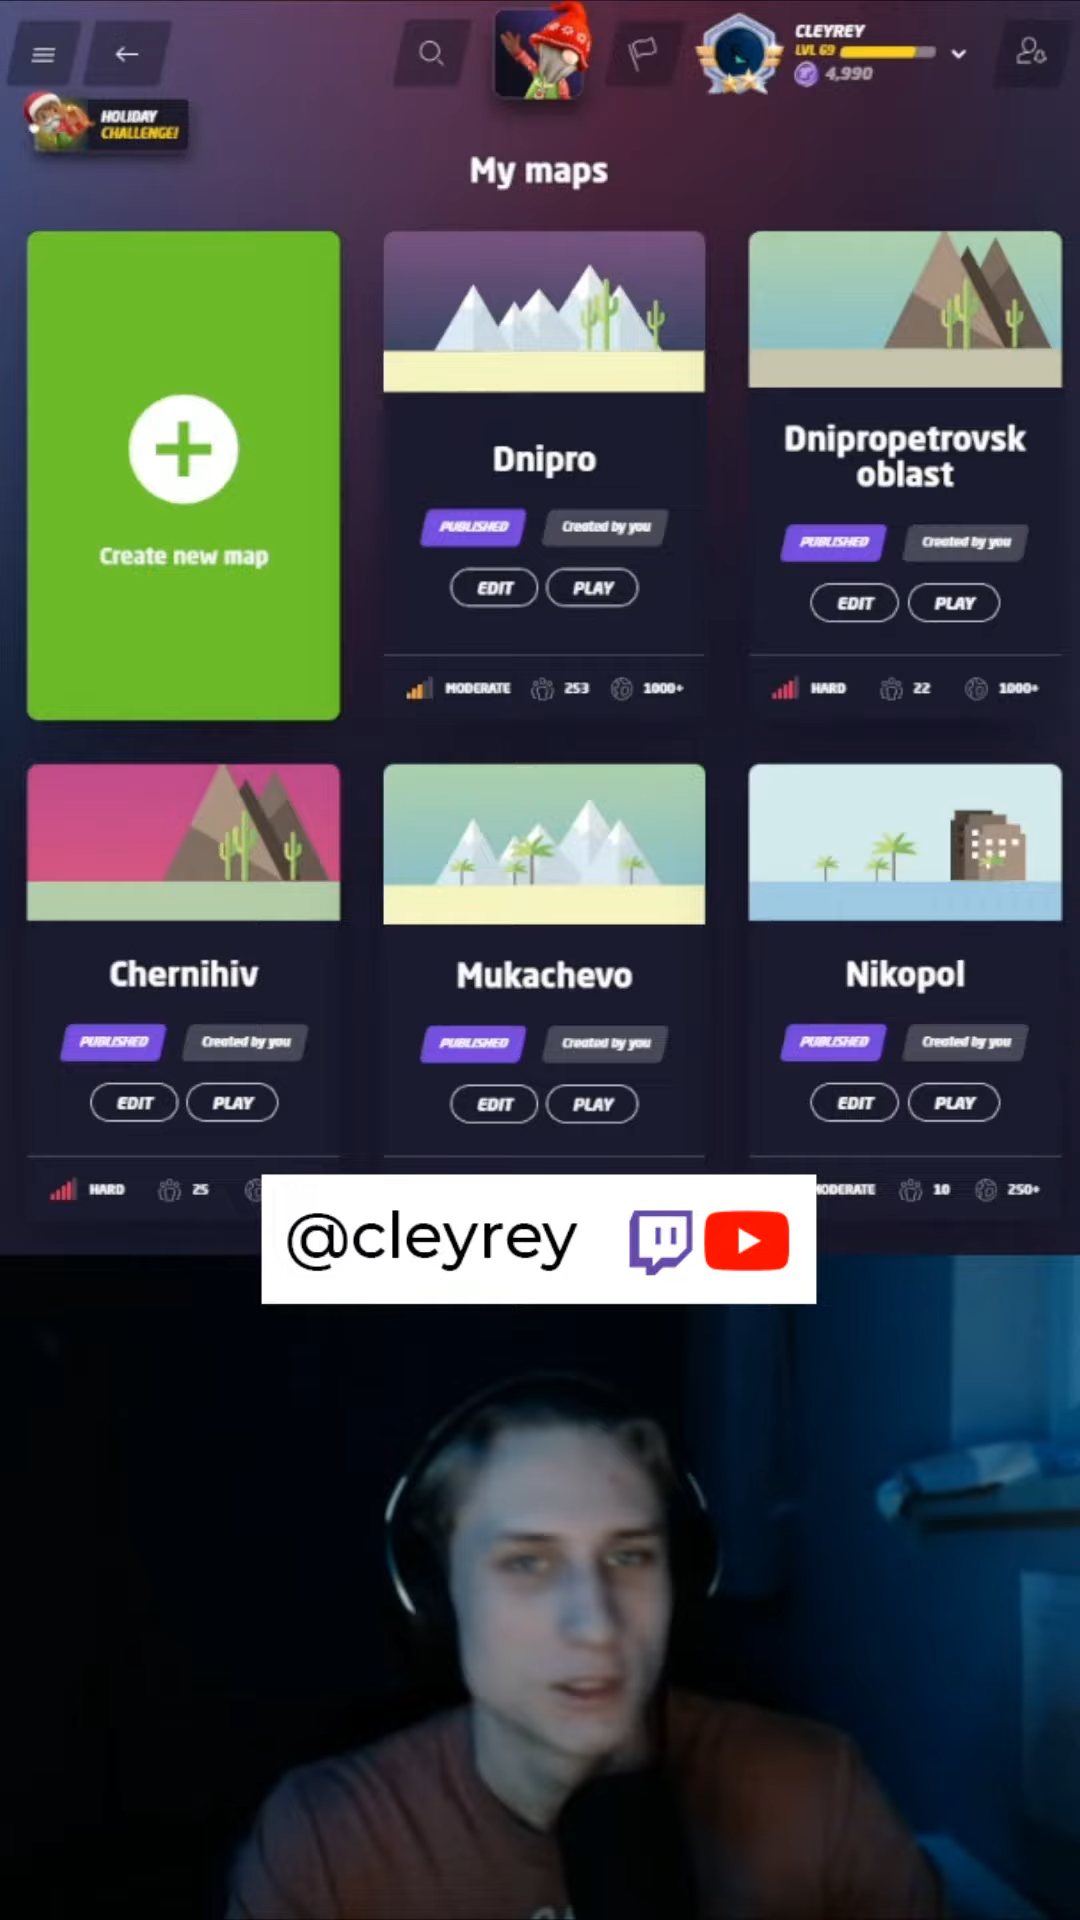 CLEYREY
LVL 69
4,990
HOLIDAY
CHALLENGE!
My maps
Create new map
Dnipro
PUBLISHED Created by you
EDIT PLAY
MODERATE 253 1000+
Dnipropetrovsk
oblast
PUBLISHED Created by you
EDIT PLAY
HARD 22 1000+
Chernihiv
PUBLISHED Created by you
EDIT PLAY
HARD 25
Mukachevo
PUBLISHED Created by you
EDIT PLAY
Nikopol
PUBLISHED Created by you
EDIT PLAY
MODERATE 10 250+
@cleyrey